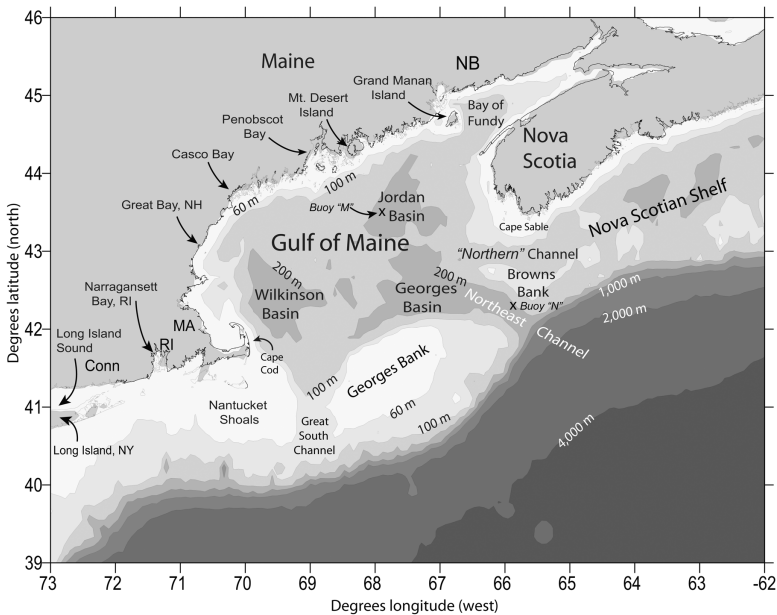 46
45
44
43
42
41
40
39
Degrees latitude (north)
Maine
NB
Grand Manan
Island
Bay of
Fundy
Mt. Desert
Island
Penobscot
Bay
Nova
Scotia
Casco Bay
100 m
60 m
Great Bay, NH
Buoy “M”
x
Jordan
Basin
Cape Sable
Nova Scotian Shelf
Gulf of Maine
“Northern” Channel
200 m
200 m
Browns
Bank
1,000 m
Narragansett
Bay, RI
Wilkinson
Basin
Georges
Basin
x Buoy “N”
2,000 m
Northeast Channel
Long Island
Sound
MA
RI
Conn
Cape
Cod
Georges Bank
100 m
60 m
100 m
Nantucket
Shoals
Great
South
Channel
4,000 m
Long Island, NY
73
72
71
70
69
68
67
66
65
64
63
-62
Degrees longitude (west)